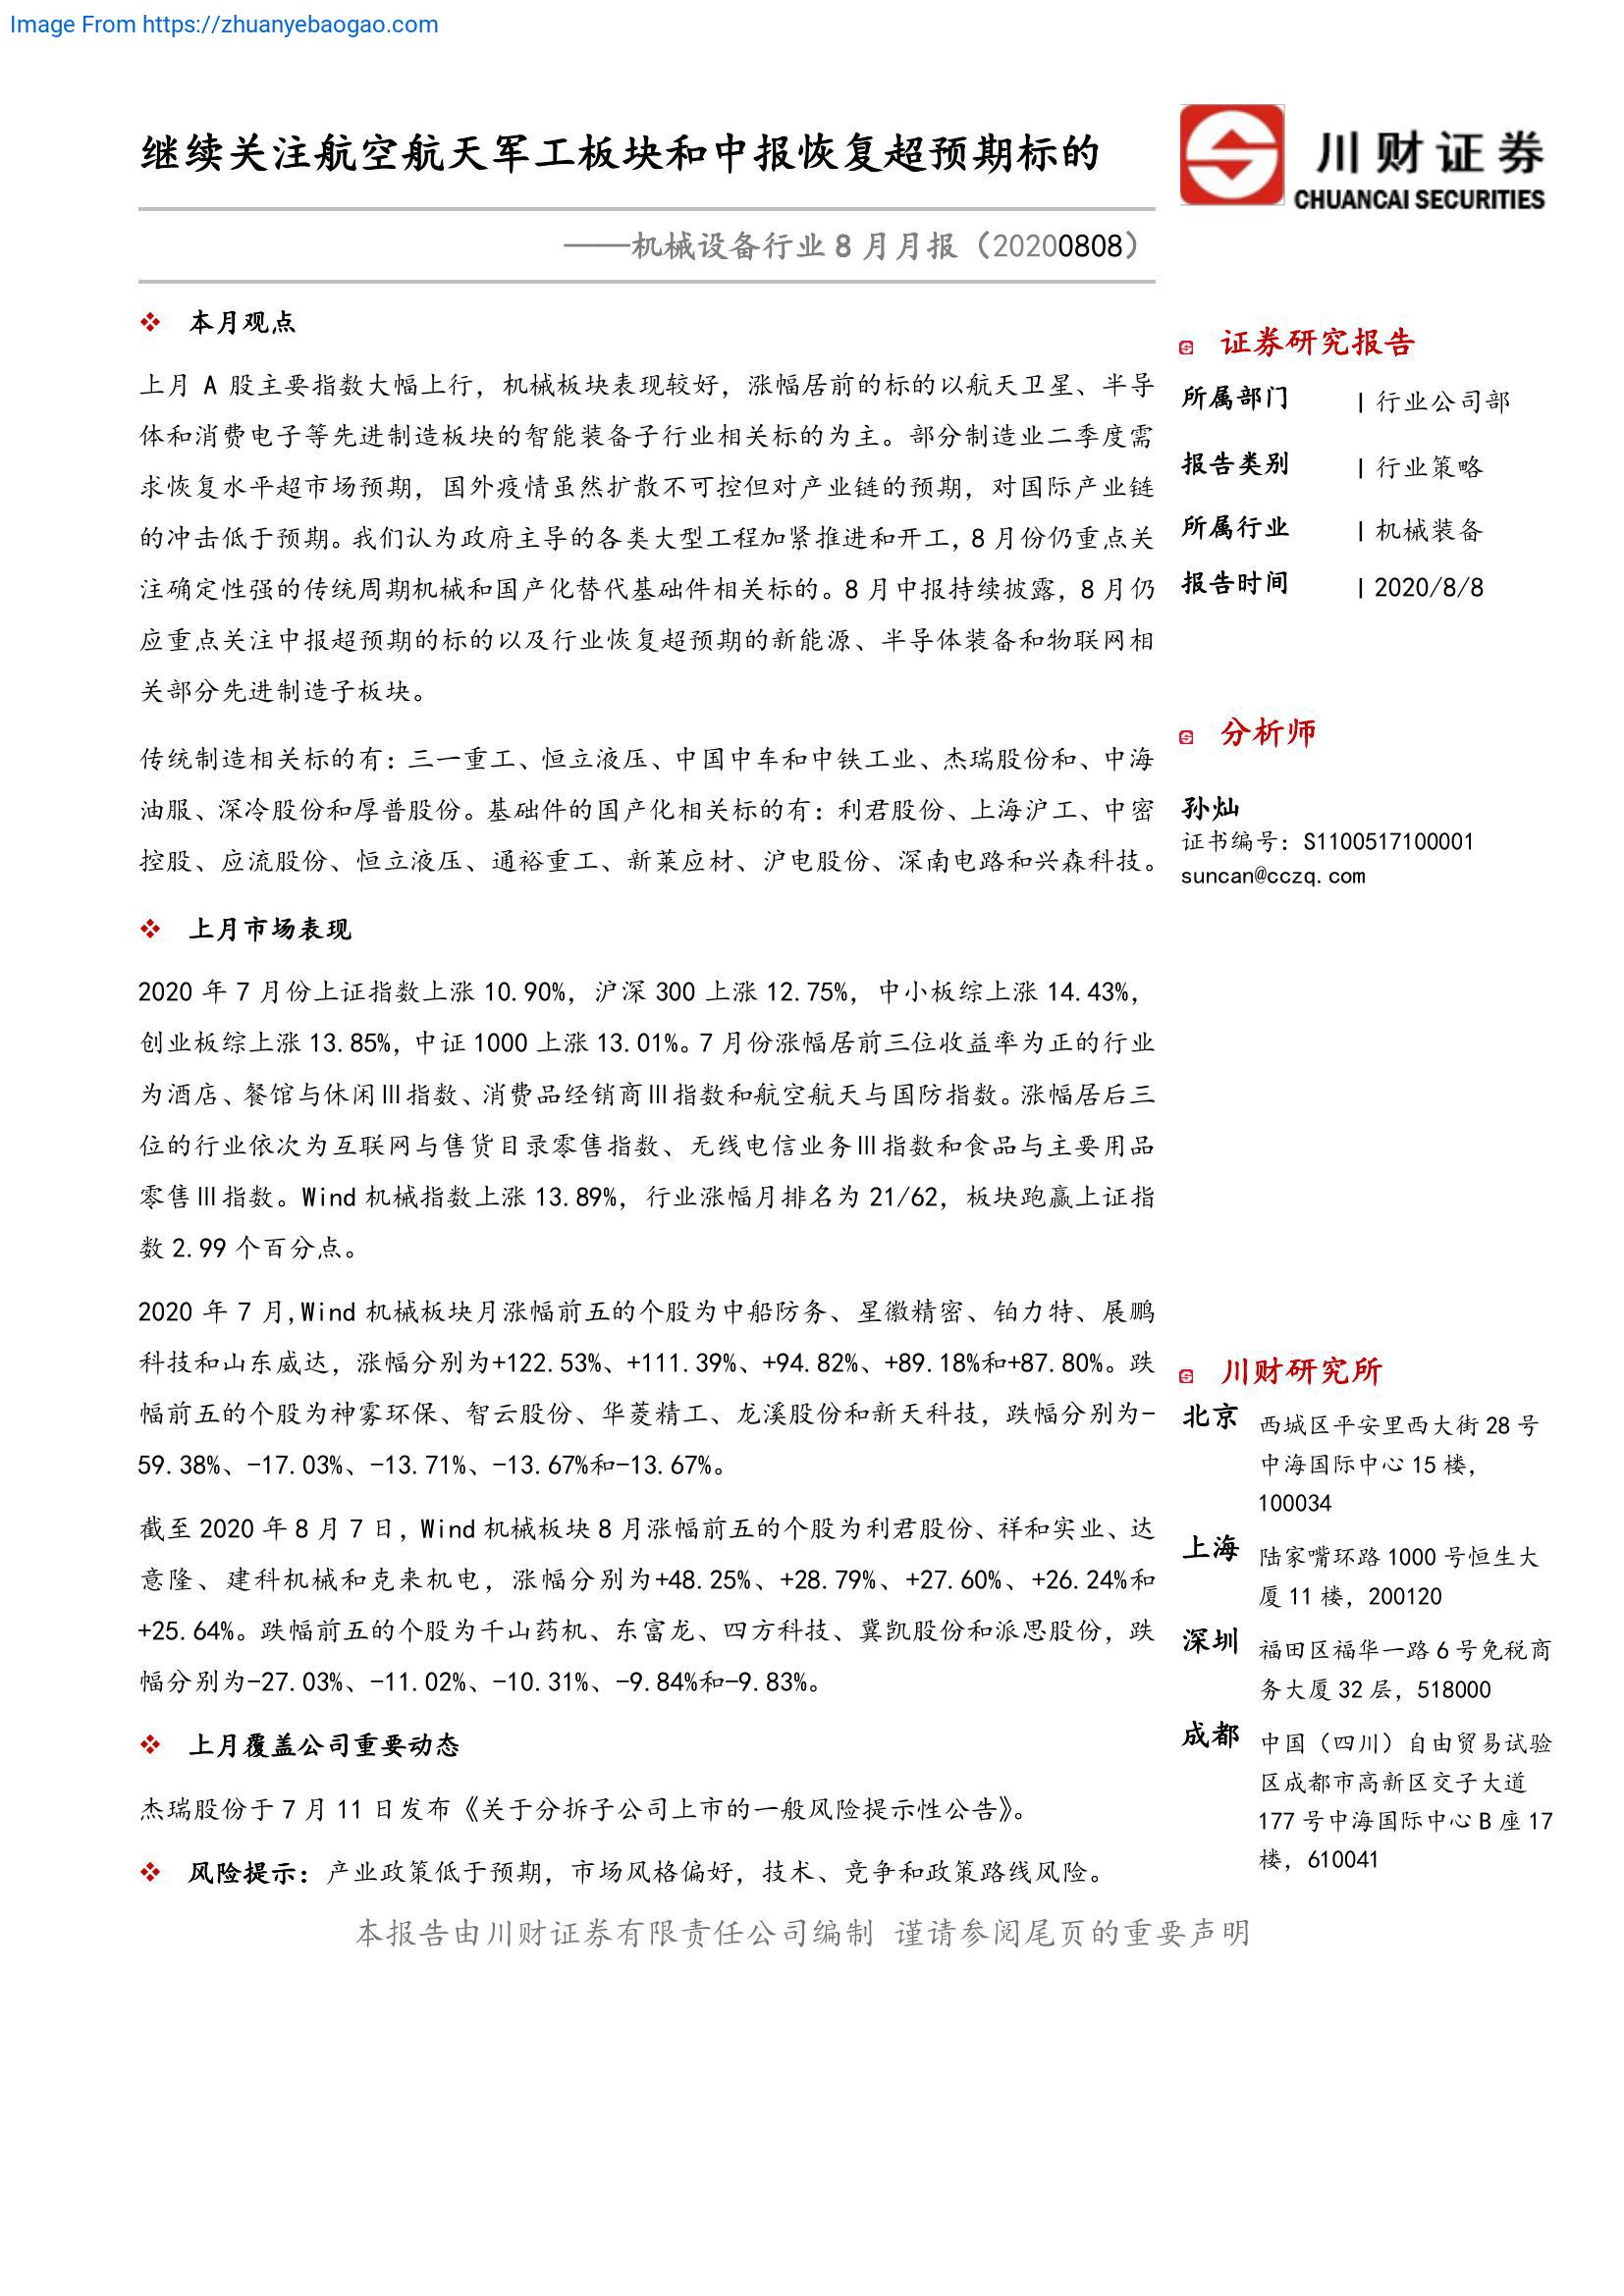 Image From https://zhuanyebaogao.com
继续关注航空航天军工板块和中报恢复超预期标的
川财证券
CHUANCAI SECURITIES
——机械设备行业 8 月月报（20200808）
❖ 本月观点
上月 A 股主要指数大幅上行，机械板块表现较好，涨幅居前的标的以航天卫星、半导
体和消费电子等先进制造板块的智能装备子行业相关标的为主。部分制造业二季度需
求恢复水平超市场预期，国外疫情虽然扩散不可控但对产业链的预期，对国际产业链
的冲击低于预期。我们认为政府主导的各类大型工程加紧推进和开工，8 月份仍重点关
注确定性强的传统周期机械和国产化替代基础件相关标的。8 月中报持续披露，8 月仍
应重点关注中报超预期的标的以及行业恢复超预期的新能源、半导体装备和物联网相
关部分先进制造子板块。
传统制造相关标的有：三一重工、恒立液压、中国中车和中铁工业、杰瑞股份和、中海
油服、深冷股份和厚普股份。基础件的国产化相关标的有：利君股份、上海沪工、中密
控股、应流股份、恒立液压、通裕重工、新莱应材、沪电股份、深南电路和兴森科技。
❖ 上月市场表现
2020 年 7 月份上证指数上涨 10.90%，沪深 300 上涨 12.75%，中小板综上涨 14.43%，
创业板综上涨 13.85%，中证 1000 上涨 13.01%。7 月份涨幅居前三位收益率为正的行业
为酒店、餐馆与休闲Ⅲ指数、消费品经销商Ⅲ指数和航空航天与国防指数。涨幅居后三
位的行业依次为互联网与售货目录零售指数、无线电信业务Ⅲ指数和食品与主要用品
零售Ⅲ指数。Wind 机械指数上涨 13.89%，行业涨幅月排名为 21/62，板块跑赢上证指
数 2.99 个百分点。
2020 年 7 月,Wind 机械板块月涨幅前五的个股为中船防务、星徽精密、铂力特、展鹏
科技和山东威达，涨幅分别为+122.53%、+111.39%、+94.82%、+89.18%和+87.80%。跌
幅前五的个股为神雾环保、智云股份、华菱精工、龙溪股份和新天科技，跌幅分别为-
59.38%、-17.03%、-13.71%、-13.67%和-13.67%。
截至 2020 年 8 月 7 日，Wind 机械板块 8 月涨幅前五的个股为利君股份、祥和实业、达
意隆、建科机械和克来机电，涨幅分别为+48.25%、+28.79%、+27.60%、+26.24%和
+25.64%。跌幅前五的个股为千山药机、东富龙、四方科技、冀凯股份和派思股份，跌
幅分别为-27.03%、-11.02%、-10.31%、-9.84%和-9.83%。
❖ 上月覆盖公司重要动态
杰瑞股份于 7 月 11 日发布《关于分拆子公司上市的一般风险提示性公告》。
❖ 风险提示：产业政策低于预期，市场风格偏好，技术、竞争和政策路线风险。
证券研究报告
所属部门 | 行业公司部
报告类别 | 行业策略
所属行业 | 机械装备
报告时间 | 2020/8/8
分析师
孙灿
证书编号：S1100517100001
suncan@cczq.com
川财研究所
北京 西城区平安里西大街 28 号
中海国际中心 15 楼，
100034
上海 陆家嘴环路 1000 号恒生大
厦 11 楼，200120
深圳 福田区福华一路 6 号免税商
务大厦 32 层，518000
成都 中国（四川）自由贸易试验
区成都市高新区交子大道
177 号中海国际中心 B 座 17
楼，610041
本报告由川财证券有限责任公司编制 谨请参阅尾页的重要声明